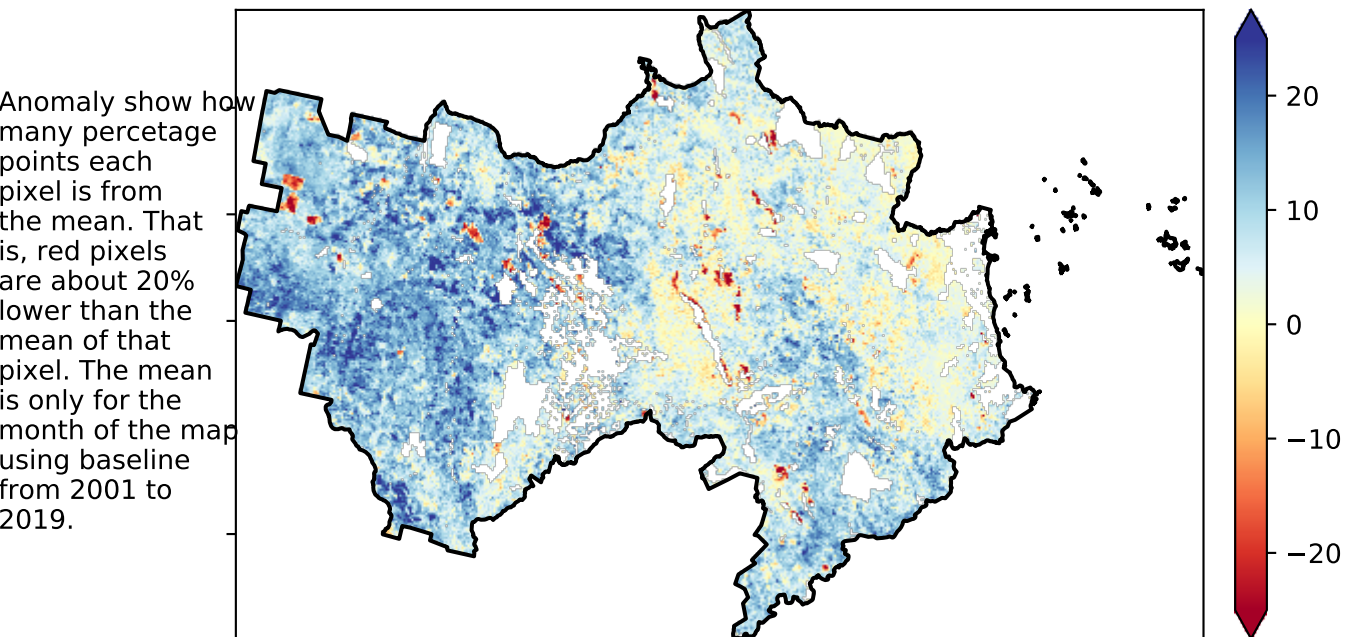 Anomaly show how
many percetage
points each
pixel is from
the mean. That
is, red pixels
are about 20%
lower than the
mean of that
pixel. The mean
is only for the
month of the map
using baseline
from 2001 to
2019.
20
10
0
−10
−20